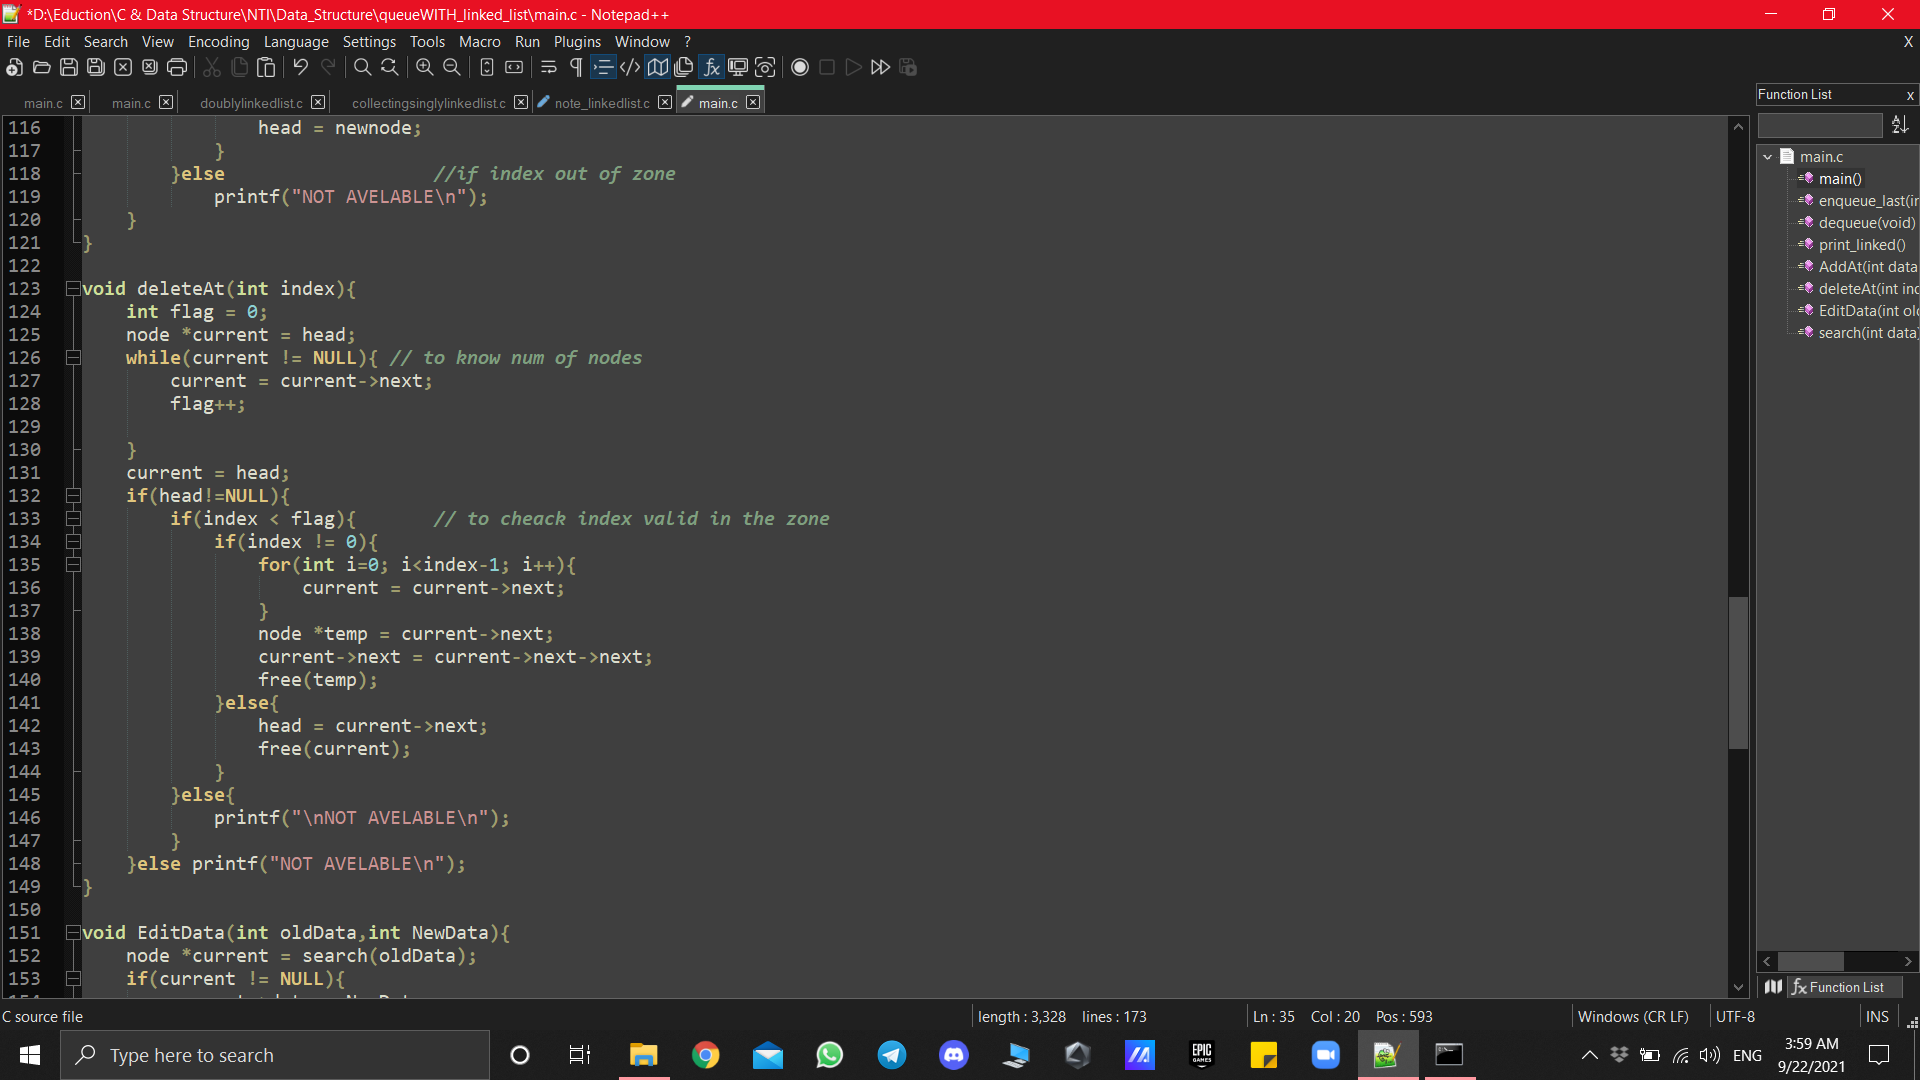 *D:\Eduction\C & Data Structure\NTI\Data_Structure\queueWITH_linked_list\main.c - Notepad++
File Edit Search View Encoding Language Settings Tools Macro Run Plugins Window ? X
main.c main.c doublylinkedlist.c collectingsinglylinkedlist.c note_linkedlist.c main.c
116 head = newnode;
117 }
118 }else //if index out of zone
119 printf("NOT AVELABLE\n");
120 }
121 }
122
123 void deleteAt(int index){
124 int flag = 0;
125 node *current = head;
126 while(current != NULL){ // to know num of nodes
127 current = current->next;
128 flag++;
129
130 }
131 current = head;
132 if(head!=NULL){
133 if(index < flag){ // to cheack index valid in the zone
134 if(index != 0){
135 for(int i=0; i<index-1; i++){
136 current = current->next;
137 }
138 node *temp = current->next;
139 current->next = current->next->next;
140 free(temp);
141 }else{
142 head = current->next;
143 free(current);
144 }
145 }else{
146 printf("\nNOT AVELABLE\n");
147 }
148 }else printf("NOT AVELABLE\n");
149 }
150
151 void EditData(int oldData,int NewData){
152 node *current = search(oldData);
153 if(current != NULL){
Function List x
main.c
main()
enqueue_last(in
dequeue(void)
print_linked()
AddAt(int data
deleteAt(int ind
EditData(int old
search(int data)
Function List
C source file length : 3,328 lines : 173 Ln : 35 Col : 20 Pos : 593 Windows (CR LF) UTF-8 INS
Type here to search
EPIC GAMES
ENG
3:59 AM
9/22/2021